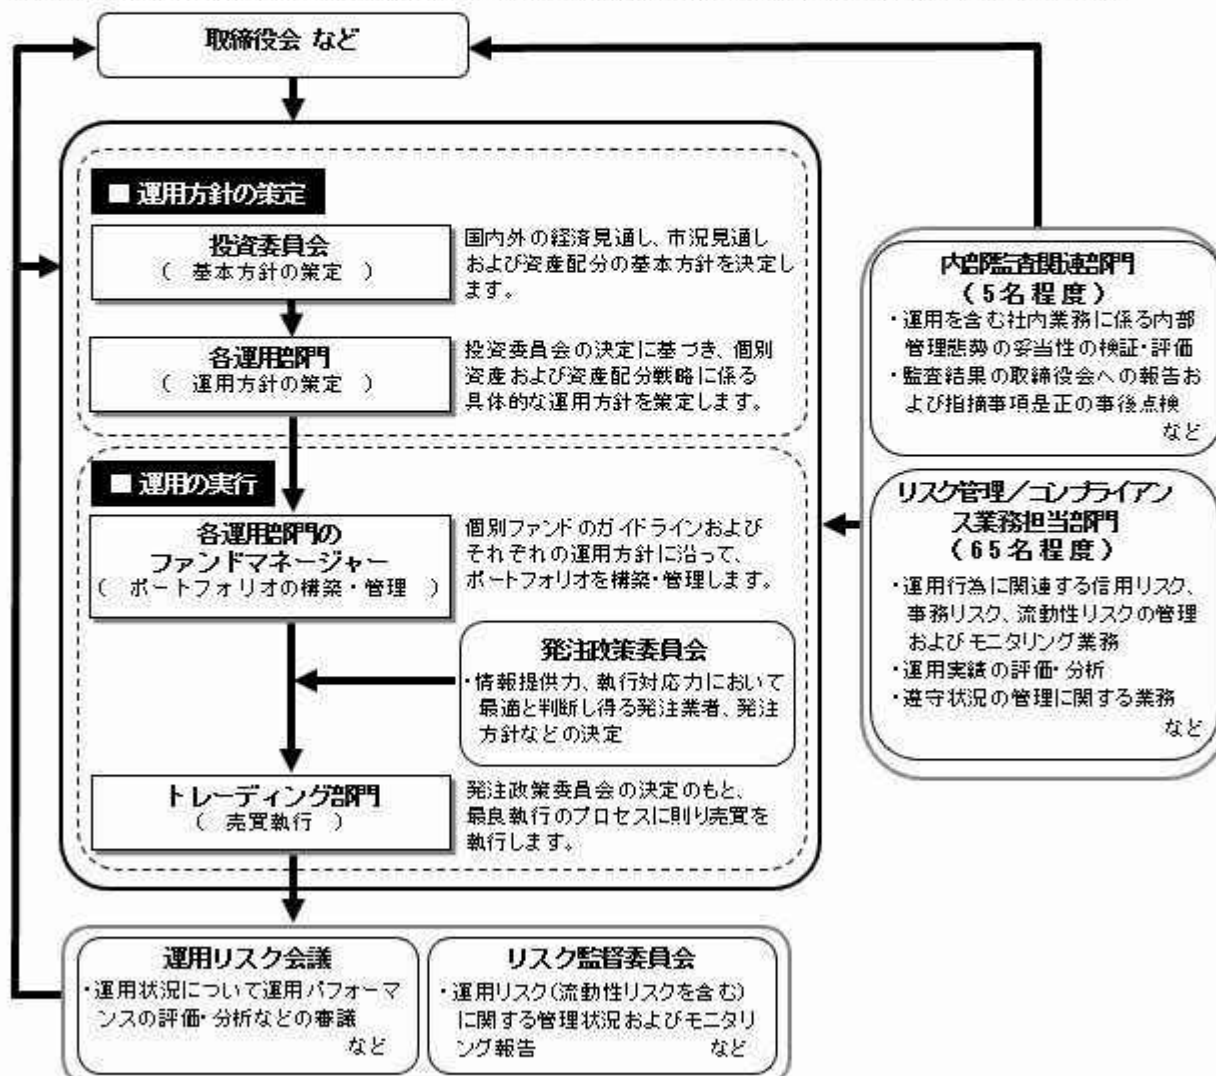 取締役会 など
■ 運用方針の策定
投資委員会
（ 基本方針の策定 ）
国内外の経済見通し、市況見通し
および資産配分の基本方針を決定し
ます。
各運用部門
（ 運用方針の策定 ）
投資委員会の決定に基づき、個別
資産および資産配分戦略に係る
具体的な運用方針を策定します。
■ 運用の実行
各運用部門の
ファンドマネージャー
（ ポートフォリオの構築・管理 ）
個別ファンドのガイドラインおよび
それぞれの運用方針に沿って、
ポートフォリオを構築・管理します。
発注政策委員会
・情報提供力、執行対応力において
最適と判断し得る発注業者、発注
方針などの決定
トレーディング部門
（ 売買執行 ）
発注政策委員会の決定のもと、
最良執行のプロセスに則り売買を
執行します。
内部監査関連部門
（5名程度）
・運用を含む社内業務に係る内部
管理態勢の妥当性の検証・評価
・監査結果の取締役会への報告お
よび指摘事項是正の事後点検
など
リスク管理／コンプライアン
ス業務担当部門
（65名程度）
・運用行為に関連する信用リスク、
事務リスク、流動性リスクの管理
およびモニタリング業務
・運用実績の評価・分析
・遵守状況の管理に関する業務
など
運用リスク会議
・運用状況について運用パフォーマ
ンスの評価・分析などの審議
など
リスク監督委員会
・運用リスク（流動性リスクを含む）
に関する管理状況およびモニタリ
ング報告 など